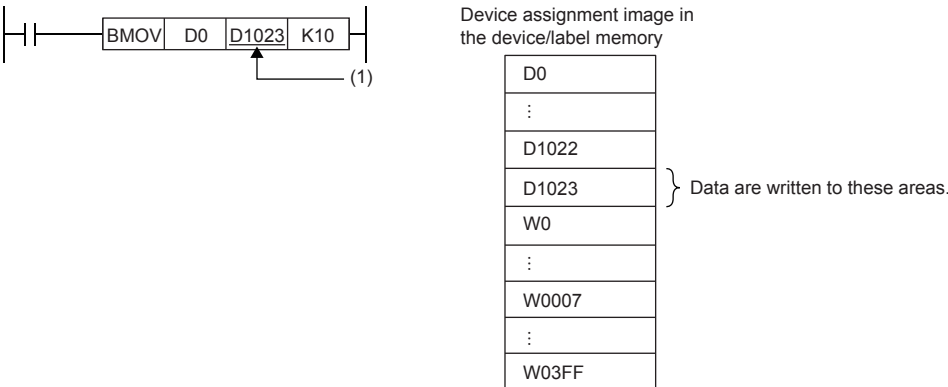 BMOV D0 D1023 K10
(1)
Device assignment image in
the device/label memory
D0
⋮
D1022
D1023
Data are written to these areas.
W0
⋮
W0007
⋮
W03FF